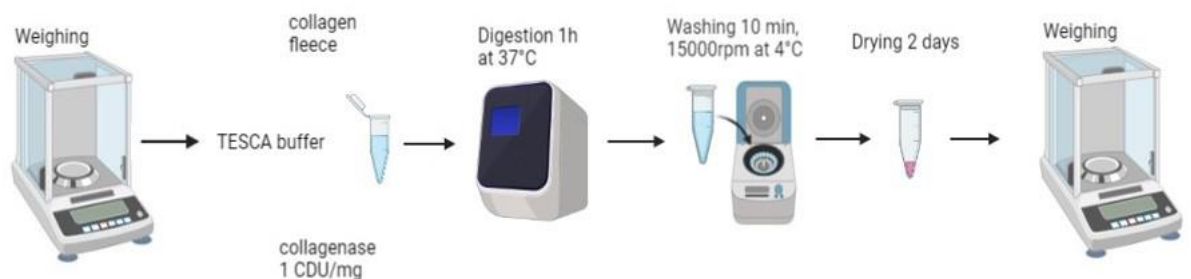 Weighing
collagen
fleece
TESCA buffer
collagenase
1 CDU/mg
Digestion 1h
at 37°C
Washing 10 min,
15000rpm at 4°C
Drying 2 days
Weighing